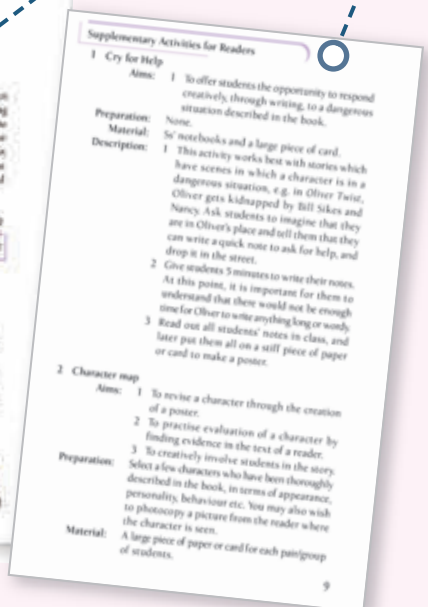 Supplementary Activities for Readers
1 Cry for Help
Aims: 1 To offer students the opportunity to respond
creatively, through writing, to a dangerous
situation described in the book.
Preparation: None.
Material: Ss' notebooks and a large piece of card.
Description: 1 This activity works best with stories which
have scenes in which a character is in a
dangerous situation, e.g. in Oliver Twist,
Oliver gets kidnapped by Bill Sikes and
Nancy. Ask students to imagine that they
are in Oliver's place and tell them that they
can write a quick note to ask for help, and
drop it in the street.
2 Give students 5 minutes to write their notes.
At this point, it is important for them to
understand that there would not be enough
time for Oliver to write anything long or wordy.
3 Read out all students' notes in class, and
later put them all on a stiff piece of paper
or card to make a poster.
2 Character map
Aims: 1 To revise a character through the creation
of a poster.
2 To practise evaluation of a character by
finding evidence in the text of a reader.
3 To creatively involve students in the story.
Preparation: Select a few characters who have been thoroughly
described in the book, in terms of appearance,
personality, behaviour etc. You may also wish
to photocopy a picture from the reader where
the character is seen.
Material: A large piece of paper or card for each pair/group
of students.
9